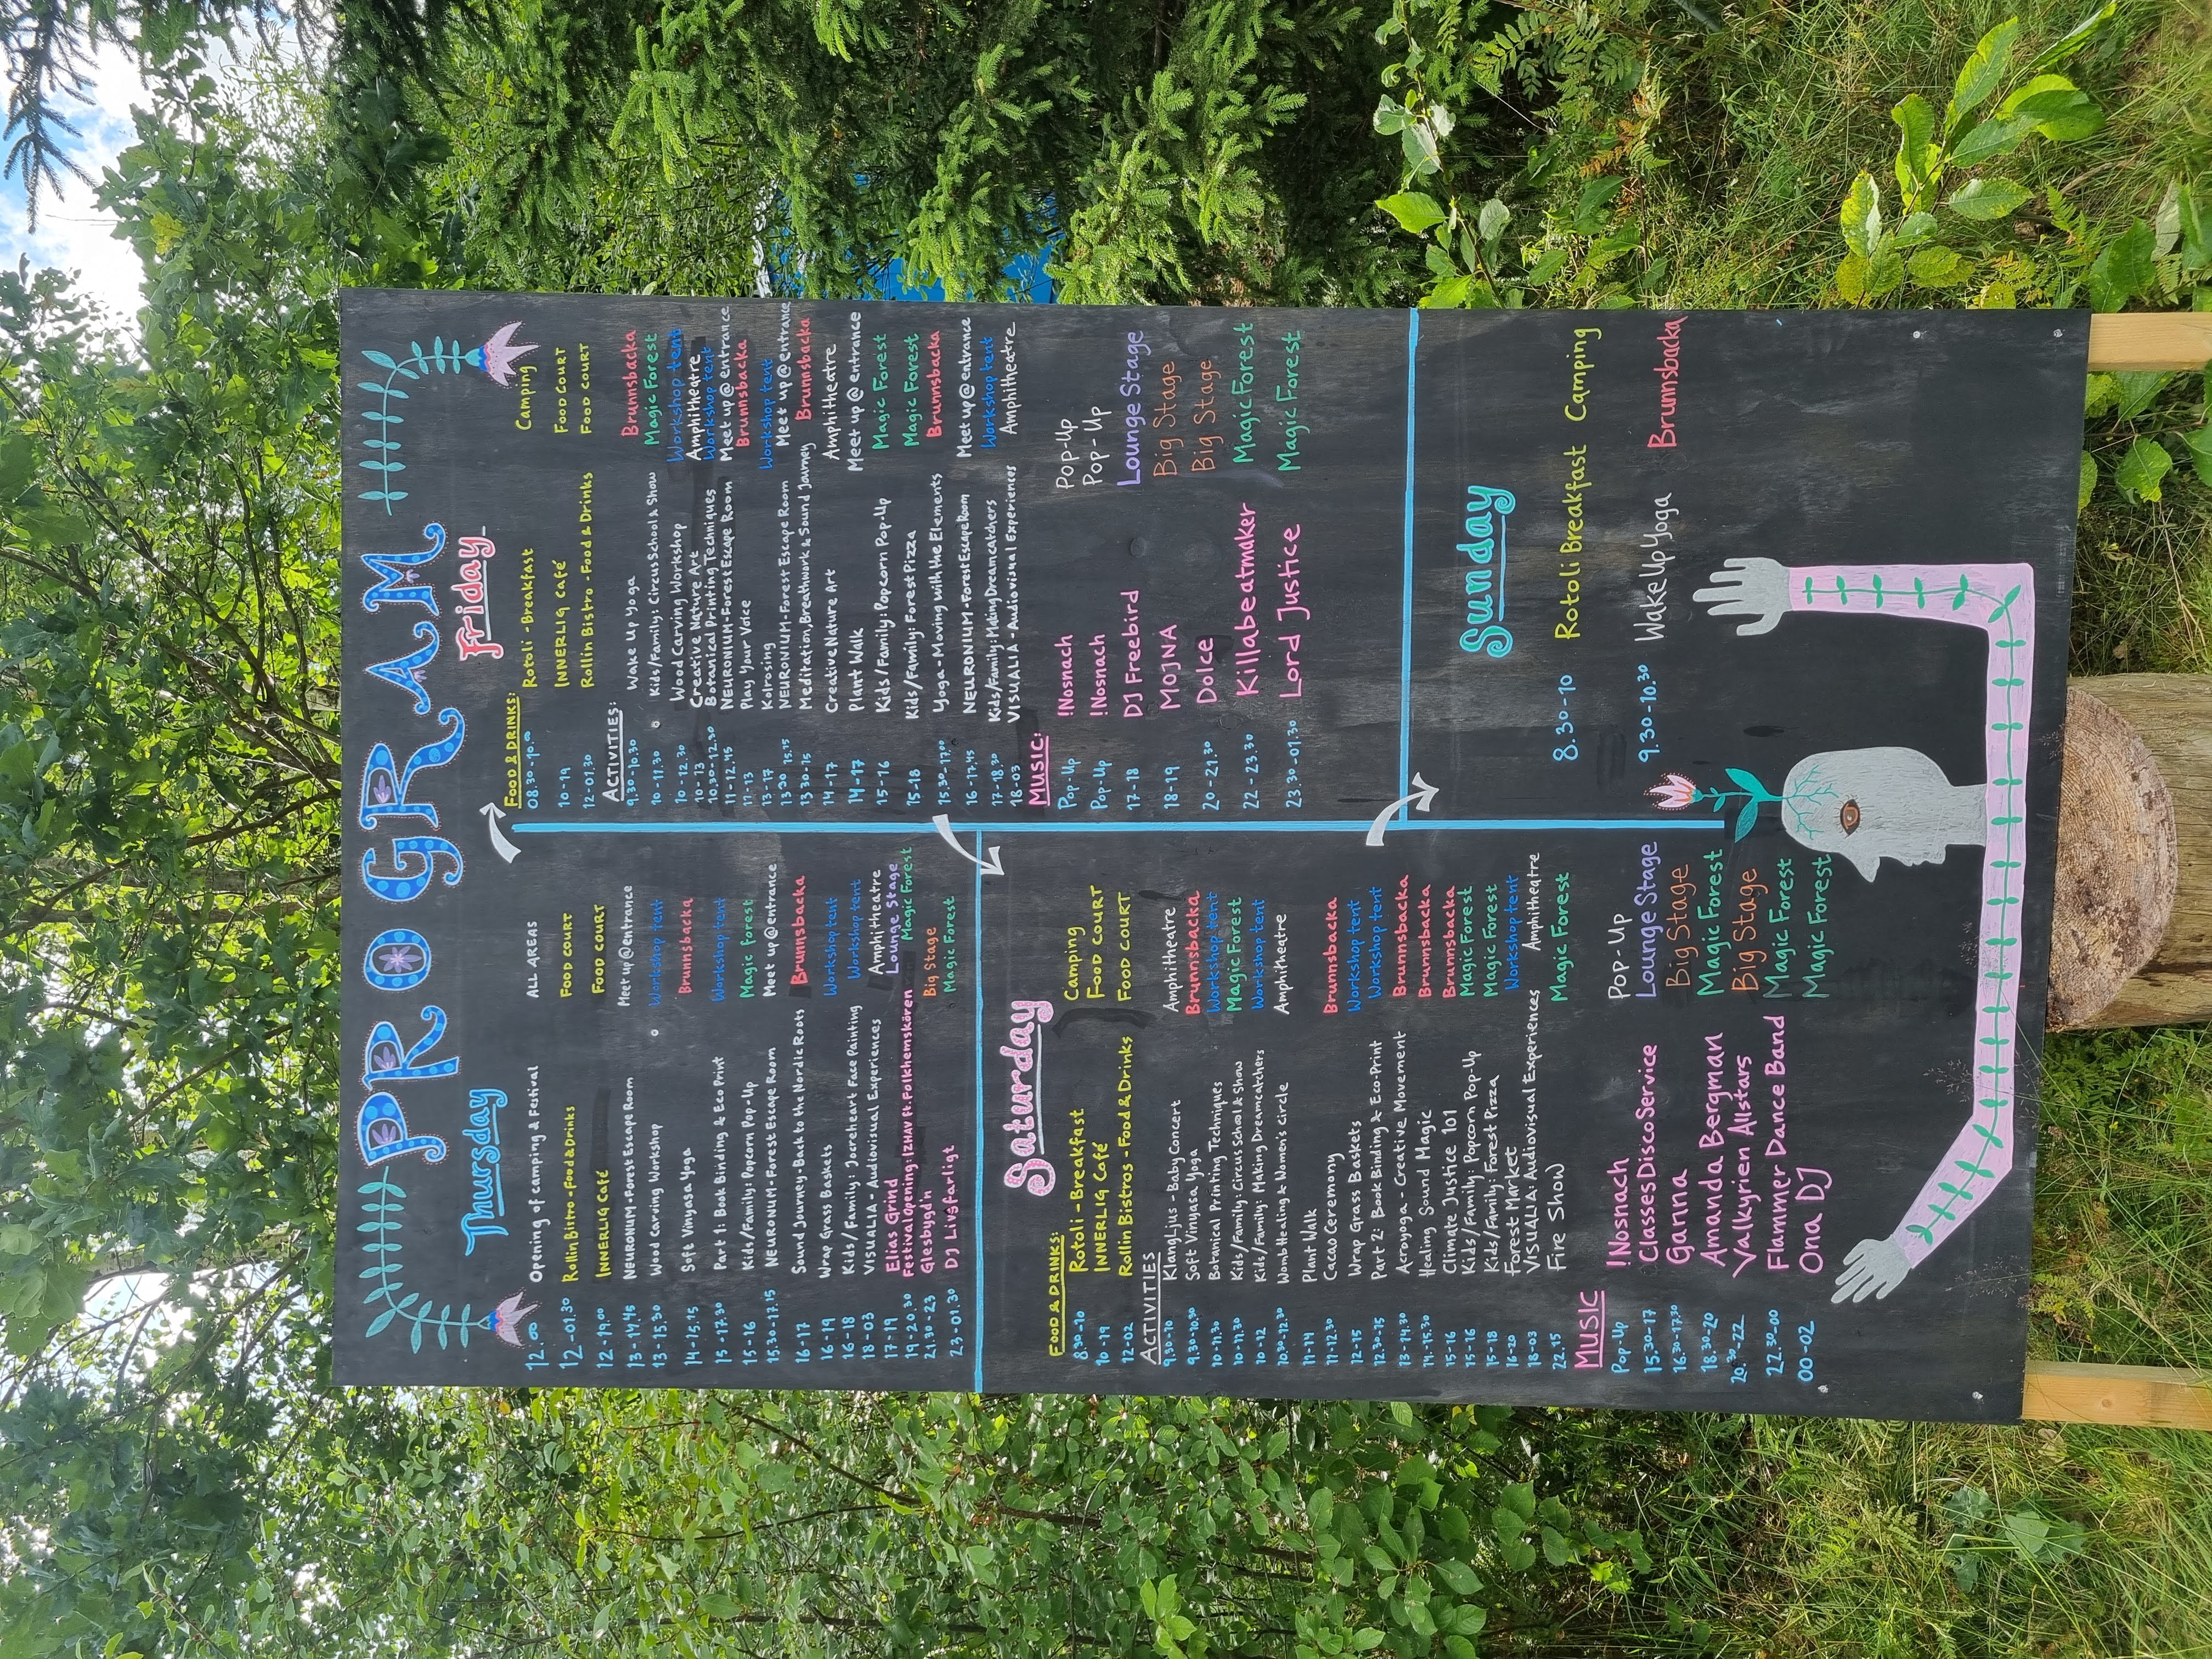 PROGRAM
Thursday
12.00 Opening of camping & Festival ALL AREAS
12-01.30 Rollin Bistro - Food & Drinks FOOD COURT
12-19.00 INNERLIG Café FOOD COURT
13-14.45 NEURONUM - Forest Escape Room Meet up @ entrance
13-15.30 Wood Carving Workshop Workshop tent
14-15.15 Soft Vinyasa Yoga Brunnsbacka
15-17.30 Part 1: Book Binding & Eco Print Workshop tent
15-16 Kids/Family: Popcorn Pop-Up Magic forest
15.30-17.15 NEURONUM - Forest Escape Room Meet up @ entrance
16-17 Sound Journey - Back to the Nordic Roots Brunnsbacka
16-19 Wrap Grass Baskets Workshop tent
16-18 Kids/Family: Jocreheart Face Painting Workshop tent
18-03 VISUALIA - Audiovisual Experiences Amphitheatre
17-19 Elias Grind Lounge Stage
19-20.30 Festival Opening: IZHAV ft. Folkhemskören Magic Forest
21.30-23 Glesbygd'n Big Stage
23-01.30 DJ Livsfarligt Magic Forest
Friday
FOOD & DRINKS:
08.30-10.00 Rotoli - Breakfast Camping
10-19 INNERLIG café FOOD COURT
12-01.30 Rollin Bistro - Food & Drinks FOOD COURT
ACTIVITIES:
9.30-10.30 Wake Up Yoga Brunnsbacka
10-11.30 Kids/Family: Circus School & Show Magic Forest
10-12.30 Wood Carving Workshop Workshop tent
10-13 Creative Nature Art Amphitheatre
10.30-12.30 Botanical Printing Techniques Workshop tent
11-12.45 NEURONIUM - Forest Escape Room Meet up @ entrance
11-13 Play Your Voice Brunnsbacka
13-17 Kolrosing Workshop tent
13 30 15.15 NEURONIUM - Forest Escape Room Meet up @ entrance
13 30-15 Meditation, Breathwork & Sound Journey Brunnsbacka
14-17 Creative Nature Art Amphitheatre
14-17 Plant Walk Meet up @ entrance
15-16 Kids/Family: Popcorn Pop-Up Magic Forest
15-18 Kids/Family: Forest Pizza Magic Forest
15.30-17.00 Yoga - Moving with the Elements Brunnsbacka
16-17.45 NEURONIUM - Forest Escape Room Meet up @ entrance
17-18.30 Kids/Family: Making Dreamcatchers Workshop tent
18-03 VISUALIA - Audiovisual Experiences Amphitheatre
MUSIC:
Pop-Up !Nosnach Pop-Up
Pop-Up !Nosnach Pop-Up
17-18 DJ Freebird Lounge Stage
18-19 MOJNA Big Stage
20-21.30 Dolce Big Stage
22-23.30 Killabeatmaker Magic Forest
23.30-01.30 Lord Justice Magic Forest
Saturday
FOOD & DRINKS:
8.30-10 Rotoli - Breakfast Camping
10-19 INNERLIG Café FOOD COURT
12-02 Rollin Bistros - Food & Drinks FOOD COURT
ACTIVITIES
9.30-10 KlangLjus - Baby Concert Amphitheatre
9.30-10.30 Soft Vinyasa Yoga Brunnsbacka
10-11.30 Botanical Printing Techniques Workshop tent
10-11.30 Kids/Family: Circus School & Show Magic Forest
10-12 Kids/Family: Making Dreamcatchers Workshop tent
10.30-12.30 Womb Healing & Women's circle Amphitheatre
11-14 Plant Walk
11-12.30 Cacao Ceremony Brunnsbacka
12-15 Wrap Grass Baskets Workshop tent
12.30-15 Part 2: Book Binding & Eco-Print Workshop tent
13-14.30 Acroyoga - Creative Movement Brunnsbacka
14.-15.30 Healing Sound Magic Brunnsbacka
15-16 Climate Justice 101 Brunnsbacka
15-16 Kids/Family: Popcorn Pop-Up Magic Forest
15-18 Kids/Family: Forest Pizza Magic Forest
16-20 Forest Market Workshop tent
18-03 VISUALIA: Audiovisual Experiences Amphitheatre
22.15 Fire Show Magic Forest
MUSIC
Pop-Up !Nosnach Pop-Up
15.30-17 Classes Disco Service Lounge Stage
16.30-17.30 Ganna Big Stage
18.30-20 Amanda Bergman Magic Forest
20.30-22 Valkyrien Allstars Big Stage
22.30-00 Flammer Dance Band Magic Forest
00-02 Ona DJ Magic Forest
Sunday
8.30-10 Rotoli Breakfast Camping
9.30-10.30 Wake Up Yoga Brunnsbacka